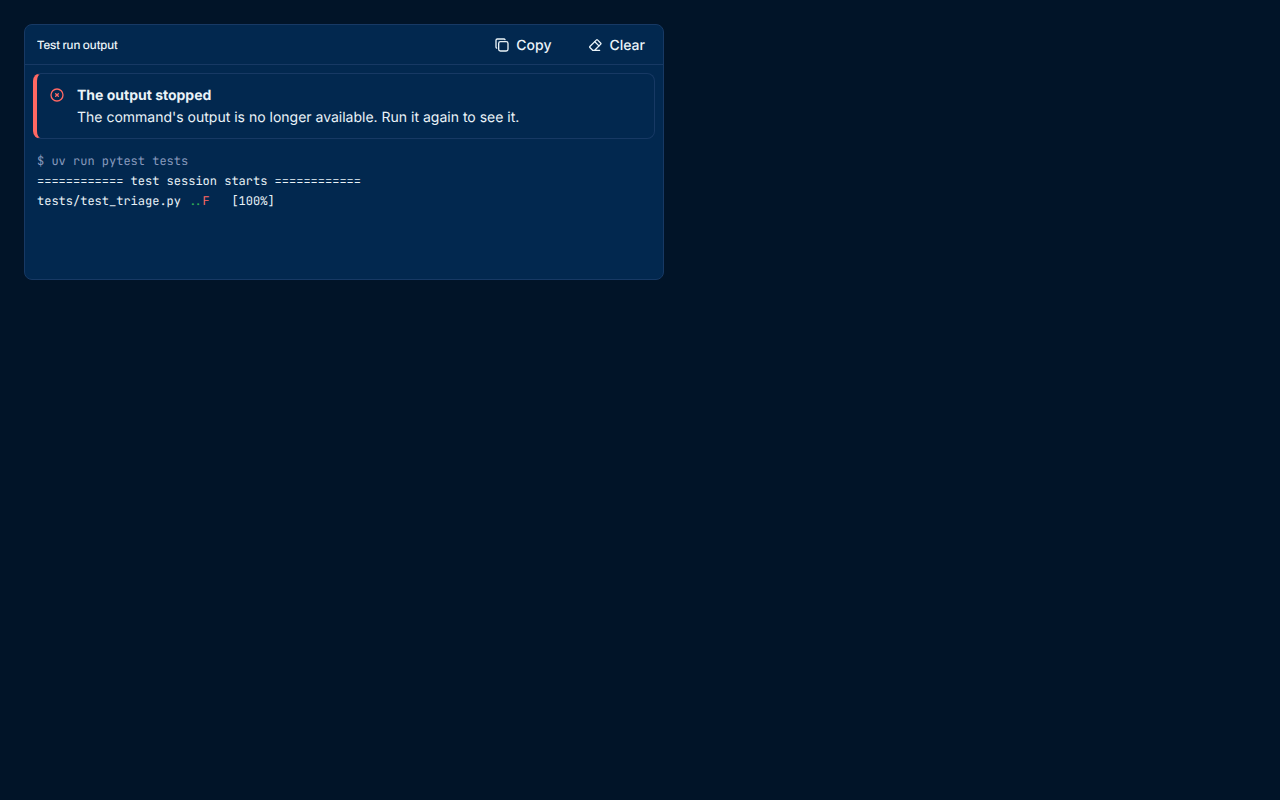 Test run output
Copy
Clear
The output stopped
The command's output is no longer available. Run it again to see it.
$ uv run pytest tests
============ test session starts ============
tests/test_triage.py ..F   [100%]